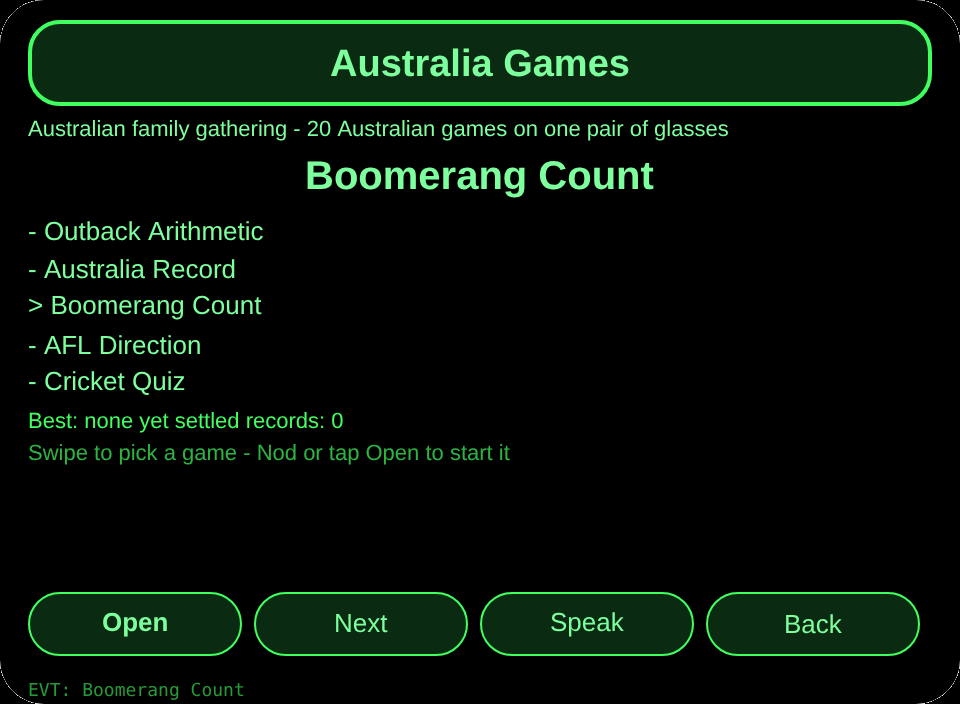 Australia Games
Australian family gathering - 20 Australian games on one pair of glasses
Boomerang Count
- Outback Arithmetic
- Australia Record
> Boomerang Count
- AFL Direction
- Cricket Quiz
Best: none yet settled records: 0
Swipe to pick a game - Nod or tap Open to start it
Open
Next
Speak
Back
EVT: Boomerang Count